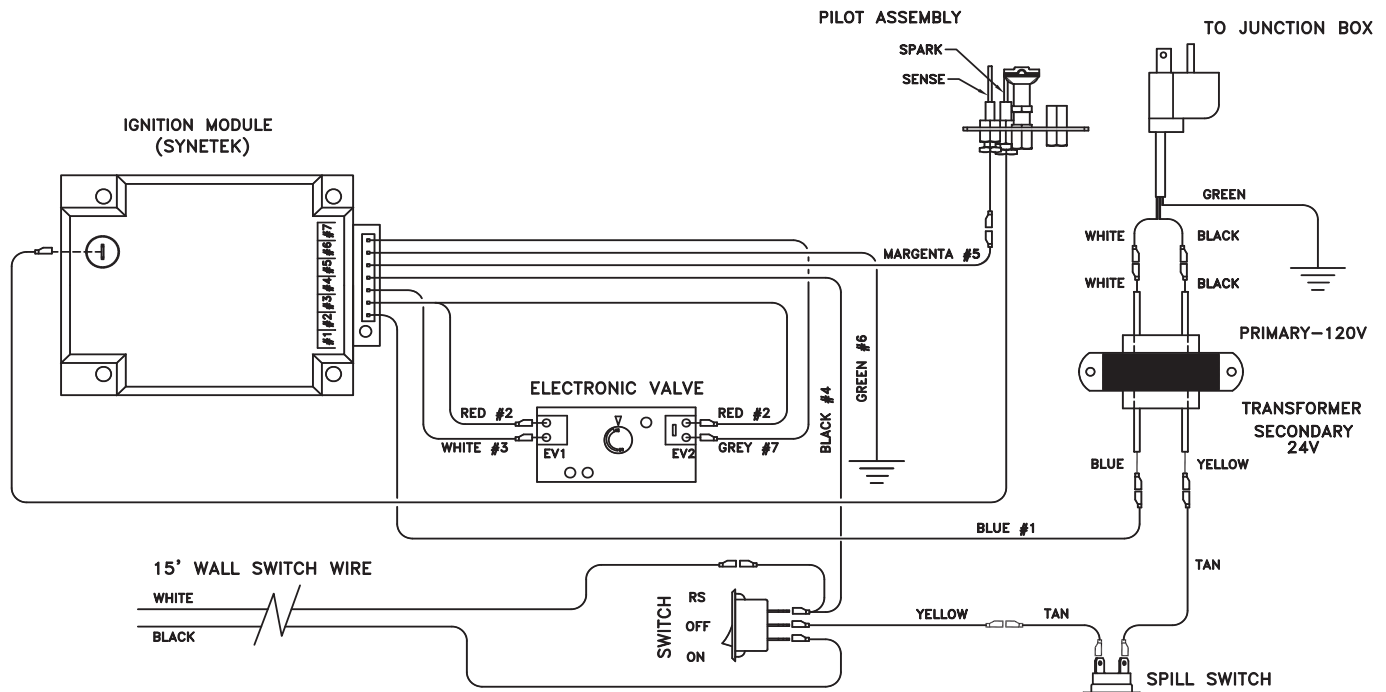 PILOT ASSEMBLY
TO JUNCTION BOX
SPARK
SENSE
IGNITION MODULE
(SYNETEK)
GREEN
WHITE
BLACK
WHITE
BLACK
#1 #2 #3 #4 #5 #6 #7
MARGENTA #5
PRIMARY-120V
GREEN #6
BLACK #4
ELECTRONIC VALVE
RED #2
WHITE #3
EV1
EV2
RED #2
GREY #7
TRANSFORMER
SECONDARY
24V
BLUE
YELLOW
BLUE #1
TAN
15' WALL SWITCH WIRE
WHITE
BLACK
SWITCH
RS
OFF
ON
YELLOW
TAN
SPILL SWITCH